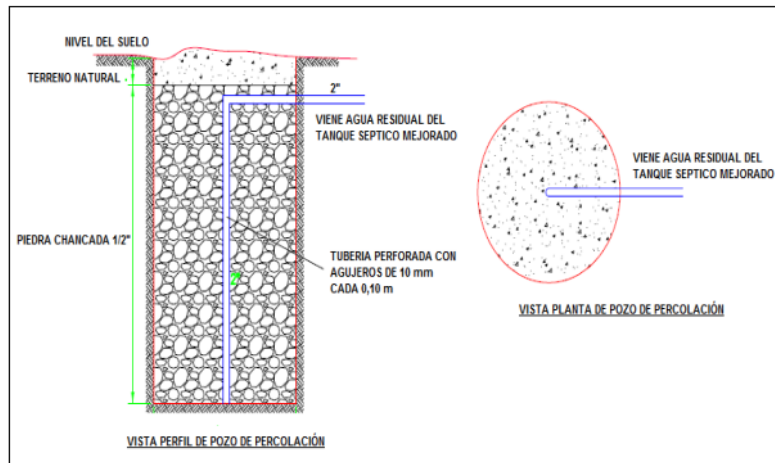 NIVEL DEL SUELO
TERRENO NATURAL
2"
VIENE AGUA RESIDUAL DEL
TANQUE SEPTICO MEJORADO
PIEDRA CHANCADA 1/2"
TUBERIA PERFORADA CON
AGUJEROS DE 10 mm
CADA 0,10 m
VISTA PERFIL DE POZO DE PERCOLACIÓN
VIENE AGUA RESIDUAL DEL
TANQUE SEPTICO MEJORADO
VISTA PLANTA DE POZO DE PERCOLACIÓN